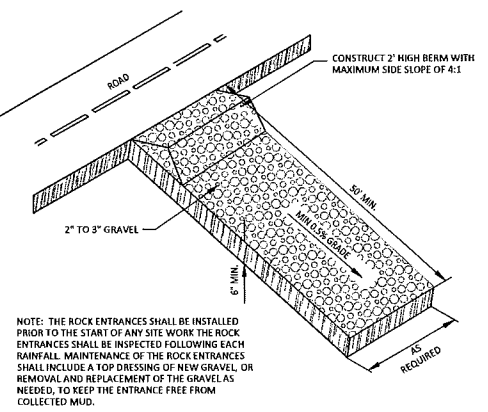 ROAD
CONSTRUCT 2' HIGH BERM WITH
MAXIMUM SIDE SLOPE OF 4:1
50' MIN.
MIN 0.5% GRADE
2" TO 3" GRAVEL
6" MIN.
AS
REQUIRED
NOTE: THE ROCK ENTRANCES SHALL BE INSTALLED
PRIOR TO THE START OF ANY SITE WORK THE ROCK
ENTRANCES SHALL BE INSPECTED FOLLOWING EACH
RAINFALL. MAINTENANCE OF THE ROCK ENTRANCES
SHALL INCLUDE A TOP DRESSING OF NEW GRAVEL, OR
REMOVAL AND REPLACEMENT OF THE GRAVEL AS
NEEDED, TO KEEP THE ENTRANCE FREE FROM
COLLECTED MUD.